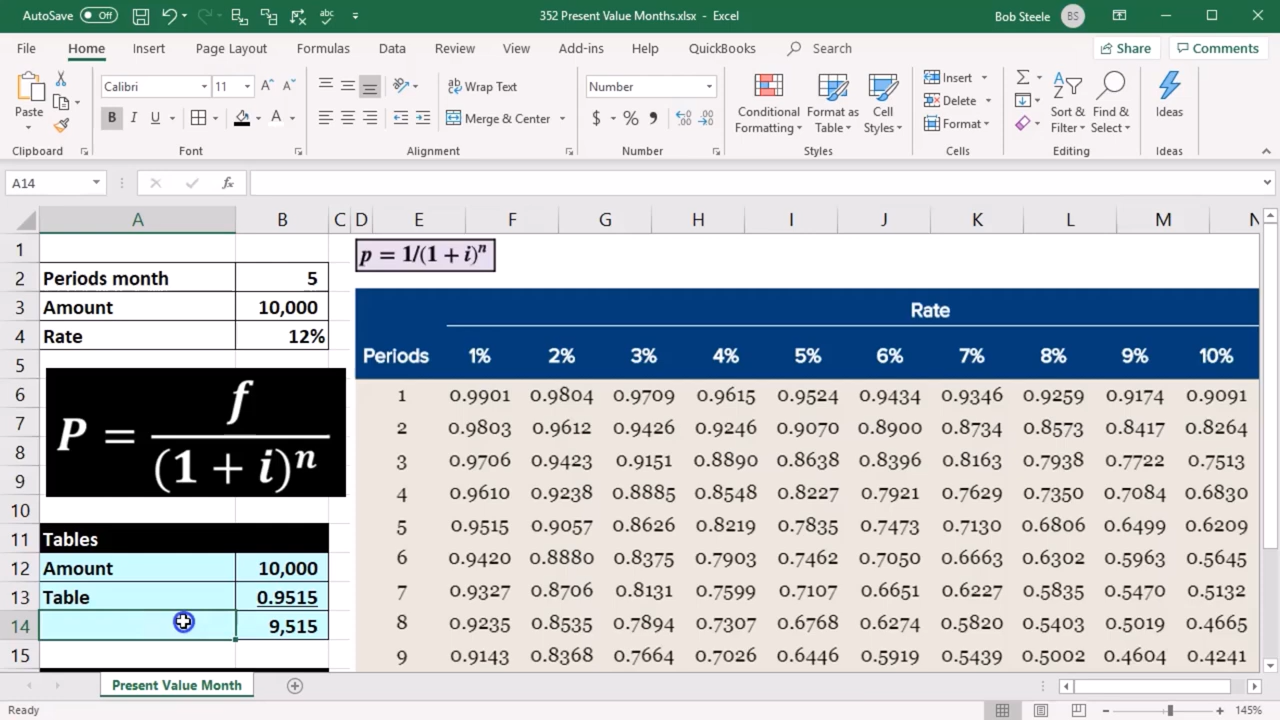 AutoSave Off 352 Present Value Months.xlsx - Excel Bob Steele BS
File Home Insert Page Layout Formulas Data Review View Add-ins Help QuickBooks Search Share Comments
Paste Calibri 11 Wrap Text Number Conditional Formatting Format as Table Cell Styles Insert Sort & Filter Find & Select Ideas
B I U Merge & Center $ % Delete
Format
Clipboard Font Alignment Number Styles Cells Editing Ideas
A14 fx
A B C D E F G H I J K L M N
1 p = 1/(1 + i)^n
2 Periods month 5
3 Amount 10,000 Rate
4 Rate 12%
5 Periods 1% 2% 3% 4% 5% 6% 7% 8% 9% 10%
6 1 0.9901 0.9804 0.9709 0.9615 0.9524 0.9434 0.9346 0.9259 0.9174 0.9091
7 2 0.9803 0.9612 0.9426 0.9246 0.9070 0.8900 0.8734 0.8573 0.8417 0.8264
8 3 0.9706 0.9423 0.9151 0.8890 0.8638 0.8396 0.8163 0.7938 0.7722 0.7513
P = f / (1 + i)^n
9 4 0.9610 0.9238 0.8885 0.8548 0.8227 0.7921 0.7629 0.7350 0.7084 0.6830
10
11 Tables 5 0.9515 0.9057 0.8626 0.8219 0.7835 0.7473 0.7130 0.6806 0.6499 0.6209
12 Amount 10,000 6 0.9420 0.8880 0.8375 0.7903 0.7462 0.7050 0.6663 0.6302 0.5963 0.5645
13 Table 0.9515 7 0.9327 0.8706 0.8131 0.7599 0.7107 0.6651 0.6227 0.5835 0.5470 0.5132
14 9,515 8 0.9235 0.8535 0.7894 0.7307 0.6768 0.6274 0.5820 0.5403 0.5019 0.4665
15 9 0.9143 0.8368 0.7664 0.7026 0.6446 0.5919 0.5439 0.5002 0.4604 0.4241
Present Value Month
Ready 145%